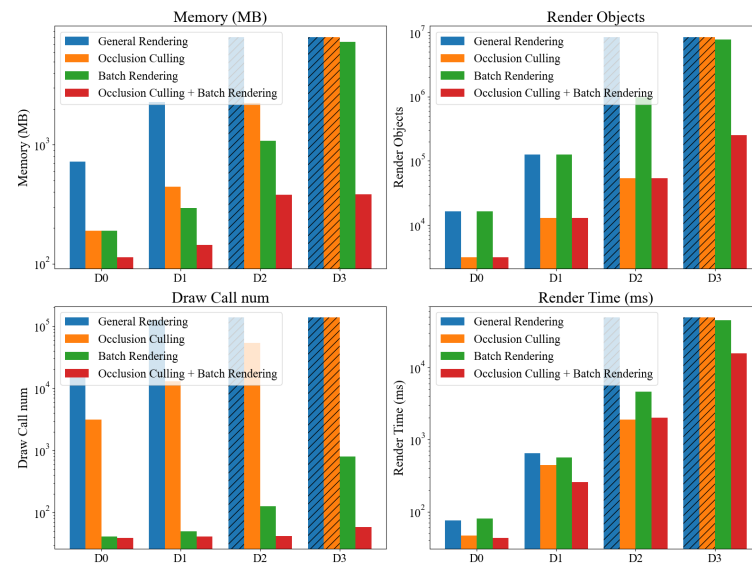 Memory (MB)
General Rendering
Occlusion Culling
Batch Rendering
Occlusion Culling + Batch Rendering
Memory (MB)
10³
10²
D0 D1 D2 D3
Render Objects
General Rendering
Occlusion Culling
Batch Rendering
Occlusion Culling + Batch Rendering
Render Objects
10⁷
10⁶
10⁵
10⁴
D0 D1 D2 D3
Draw Call num
General Rendering
Occlusion Culling
Batch Rendering
Occlusion Culling + Batch Rendering
Draw Call num
10⁵
10⁴
10³
10²
D0 D1 D2 D3
Render Time (ms)
General Rendering
Occlusion Culling
Batch Rendering
Occlusion Culling + Batch Rendering
Render Time (ms)
10⁴
10³
10²
D0 D1 D2 D3